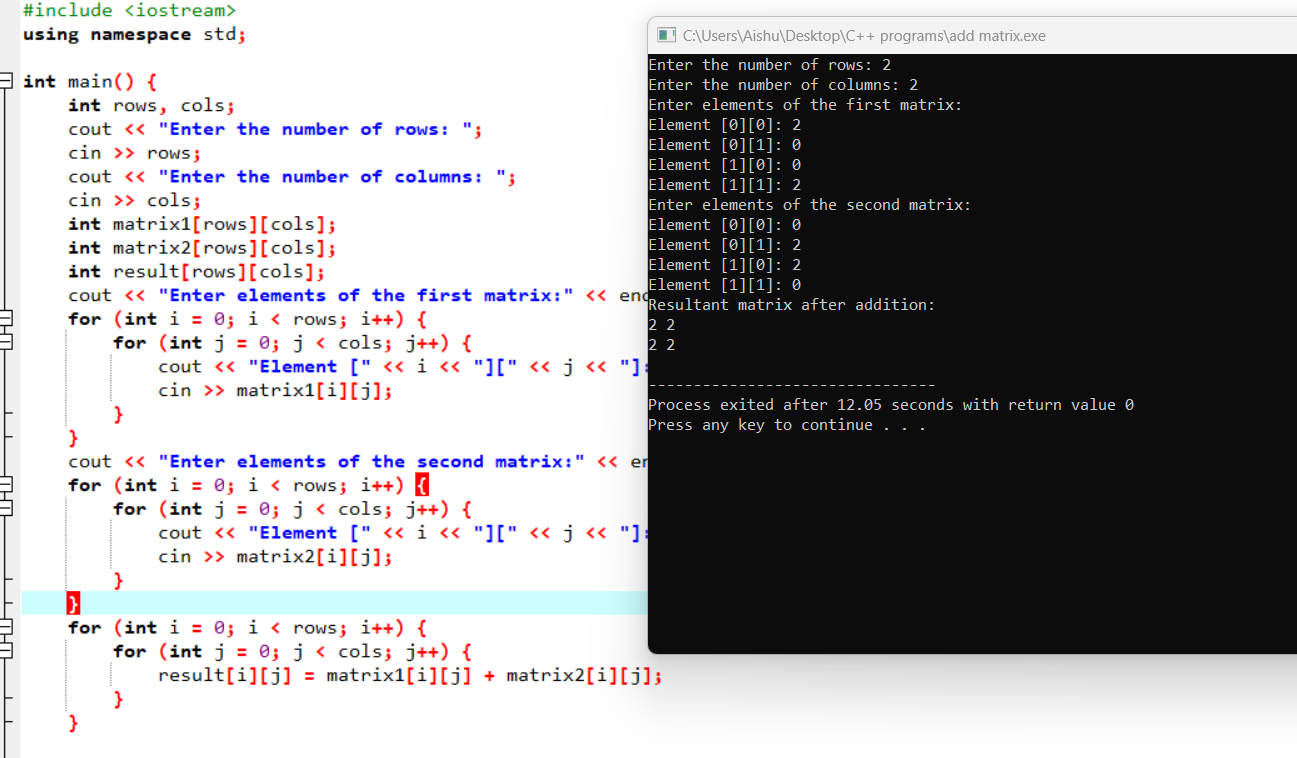 #include <iostream>
using namespace std;
int main() {
int rows, cols;
cout << "Enter the number of rows: ";
cin >> rows;
cout << "Enter the number of columns: ";
cin >> cols;
int matrix1[rows][cols];
int matrix2[rows][cols];
int result[rows][cols];
cout << "Enter elements of the first matrix:" <<
for (int i = 0; i < rows; i++) {
for (int j = 0; j < cols; j++) {
cout << "Element [" << i << "][" << j << "]:
cin >> matrix1[i][j];
}
}
cout << "Enter elements of the second matrix:" <<
for (int i = 0; i < rows; i++) {
for (int j = 0; j < cols; j++) {
cout << "Element [" << i << "][" << j << "]:
cin >> matrix2[i][j];
}
}
for (int i = 0; i < rows; i++) {
for (int j = 0; j < cols; j++) {
result[i][j] = matrix1[i][j] + matrix2[i][j];
}
}
C:\Users\Aishu\Desktop\C++ programs\add matrix.exe
Enter the number of rows: 2
Enter the number of columns: 2
Enter elements of the first matrix:
Element [0][0]: 2
Element [0][1]: 0
Element [1][0]: 0
Element [1][1]: 2
Enter elements of the second matrix:
Element [0][0]: 0
Element [0][1]: 2
Element [1][0]: 2
Element [1][1]: 0
Resultant matrix after addition:
2 2
2 2
--------------------------------
Process exited after 12.05 seconds with return value 0
Press any key to continue . . .